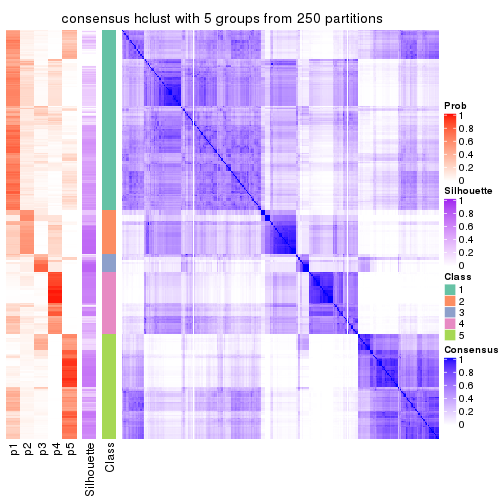 consensus hclust with 5 groups from 250 partitions
Prob
1
0.8
0.6
0.4
0.2
0
Silhouette
1
0.8
0.6
0.4
0.2
0
Class
1
2
3
4
5
Consensus
1
0.8
0.6
0.4
0.2
0
p1
p2
p3
p4
p5
Silhouette
Class